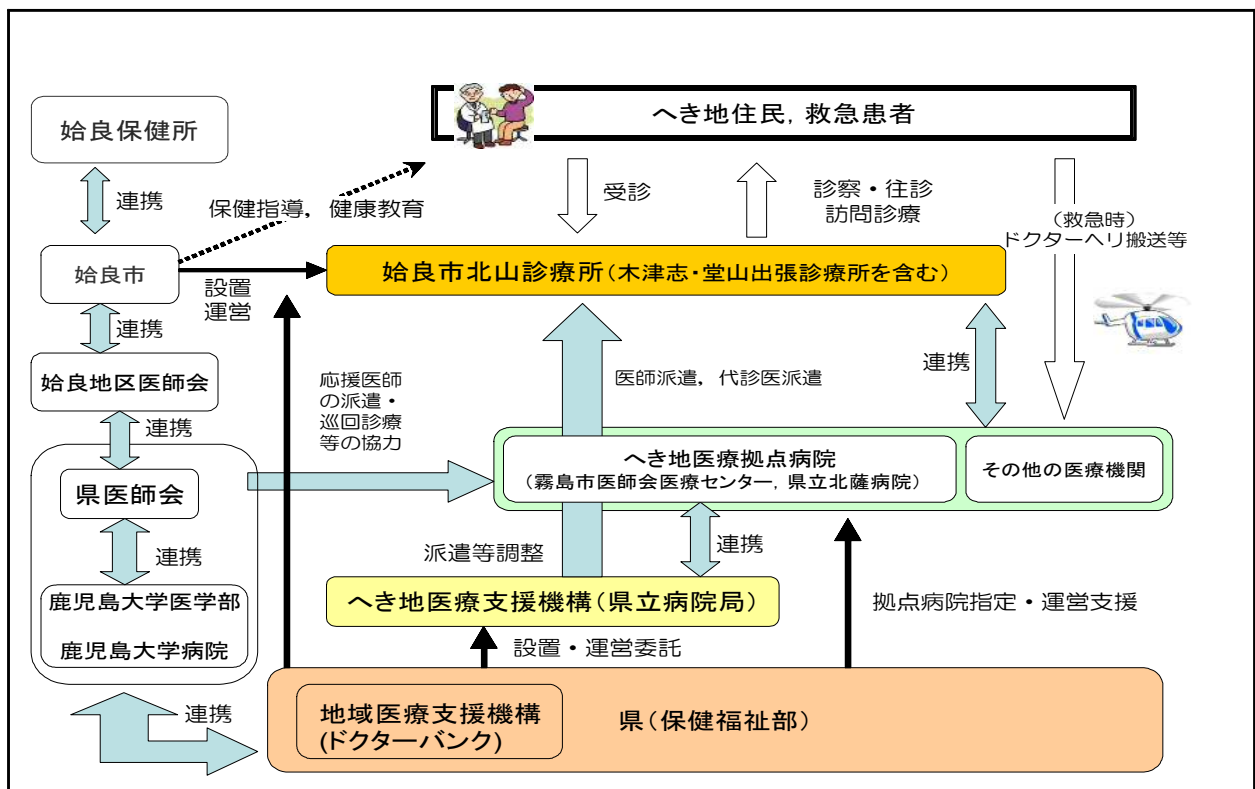 へき地住民，救急患者
姶良保健所
連携
保健指導，健康教育
受診
診察・往診
訪問診療
（救急時）
ドクターヘリ搬送等
姶良市
設置
運営
姶良市北山診療所（木津志・堂山出張診療所を含む）
連携
姶良地区医師会
応援医師
の派遣・
巡回診療
等の協力
医師派遣，代診医派遣
連携
連携
へき地医療拠点病院
（霧島市医師会医療センター，県立北薩病院）
その他の医療機関
県医師会
連携
派遣等調整
連携
鹿児島大学医学部
鹿児島大学病院
へき地医療支援機構（県立病院局）
拠点病院指定・運営支援
設置・運営委託
連携
地域医療支援機構
(ドクターバンク)
県（保健福祉部）